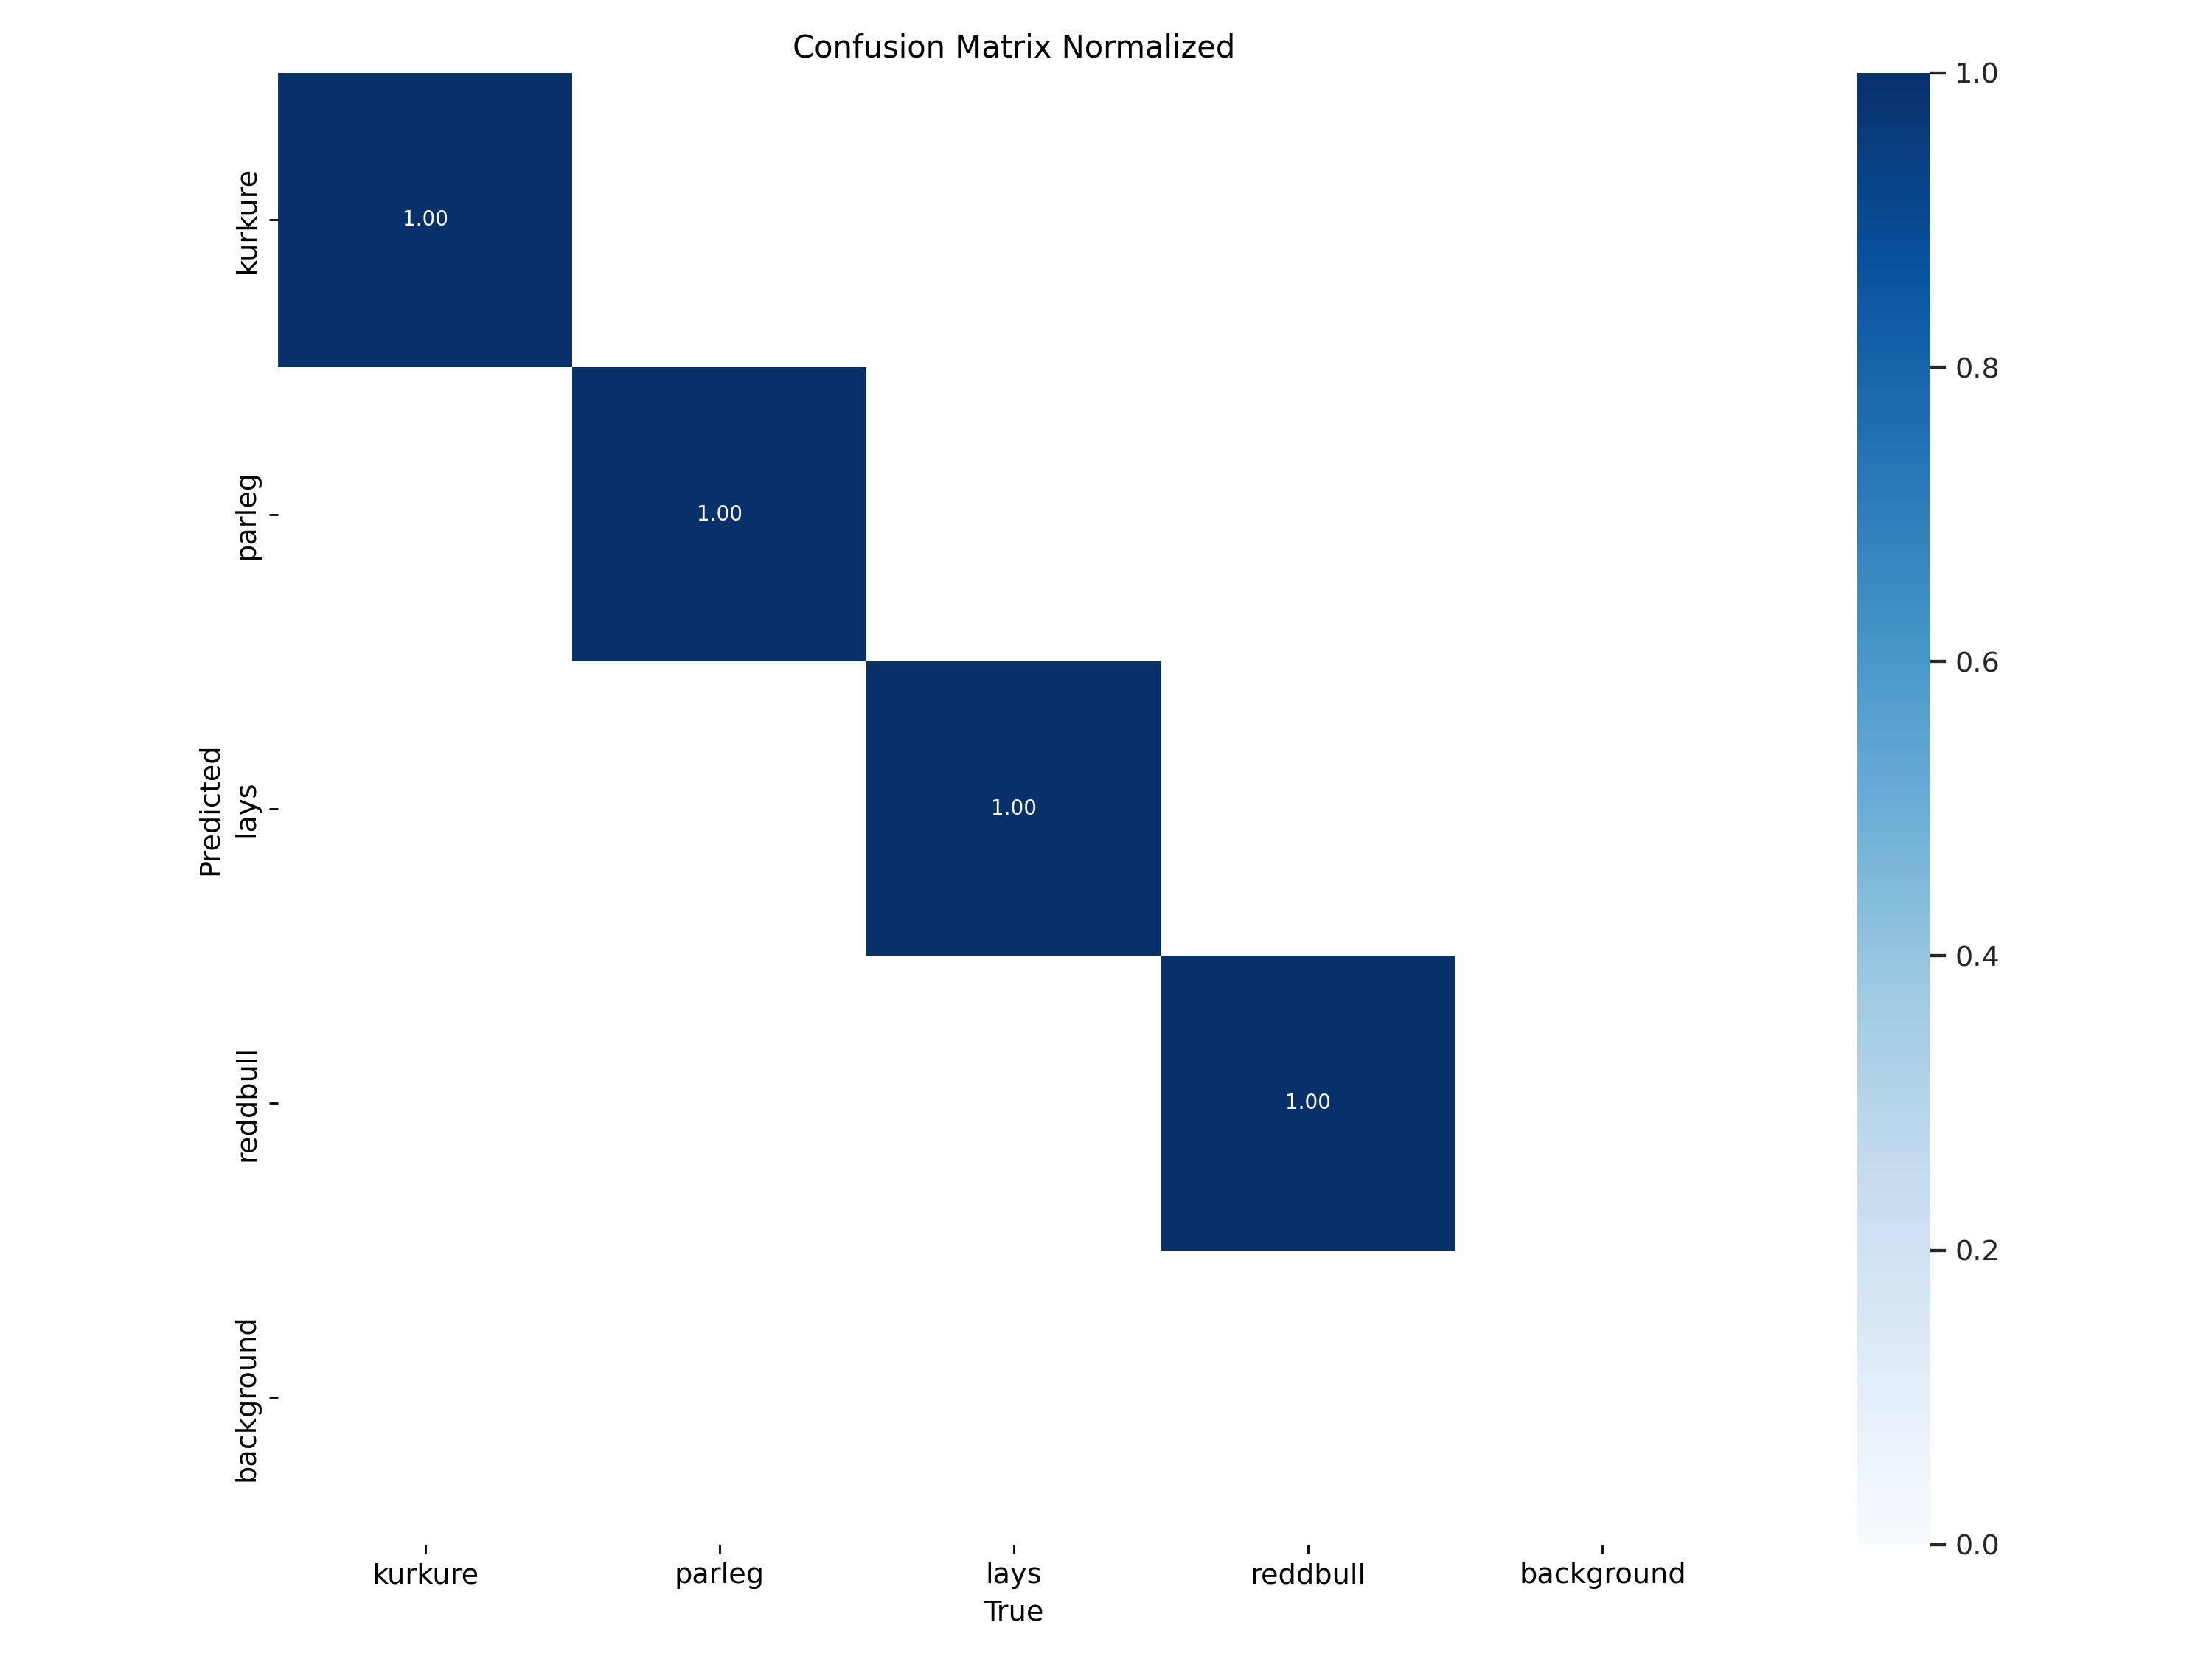 Confusion Matrix Normalized
kurkure
parleg
lays
reddbull
background
Predicted
1.00
1.00
1.00
1.00
kurkure
parleg
lays
reddbull
background
True
1.0
0.8
0.6
0.4
0.2
0.0